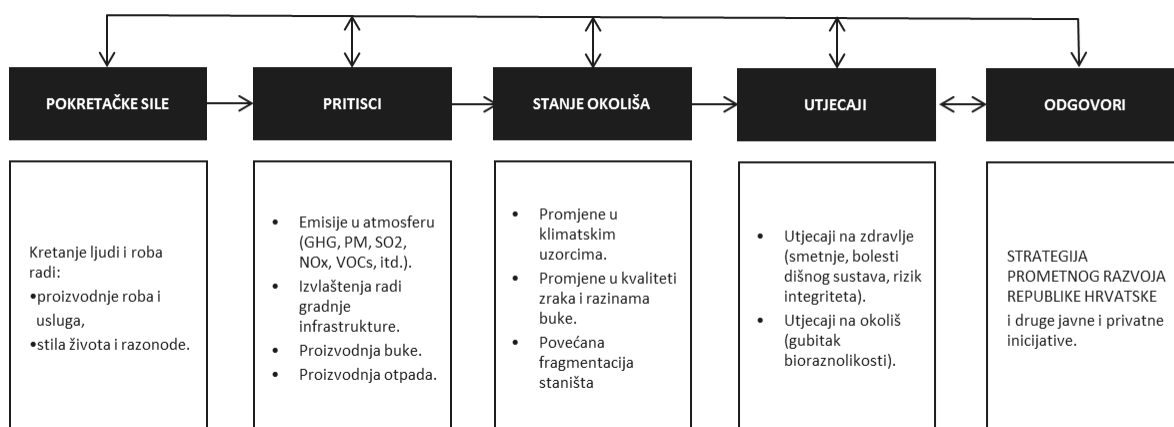 POKRETAČKE SILE
PRITISCI
STANJE OKOLIŠA
UTJECAJI
ODGOVORI
Kretanje ljudi i roba
radi:
•proizvodnje roba i
usluga,
•stila života i razonode.
• Emisije u atmosferu
(GHG, PM, SO2,
NOx, VOCs, itd.).
• Izvlaštenja radi
gradnje
infrastrukture.
• Proizvodnja buke.
• Proizvodnja otpada.
• Promjene u
klimatskim
uzorcima.
• Promjene u kvaliteti
zraka i razinama
buke.
• Povećana
fragmentacija
staništa
• Utjecaji na zdravlje
(smetnje, bolesti
dišnog sustava, rizik
integriteta).
• Utjecaji na okoliš
(gubitak
bioraznolikosti).
STRATEGIJA
PROMETNOG RAZVOJA
REPUBLIKE HRVATSKE
i druge javne i privatne
inicijative.